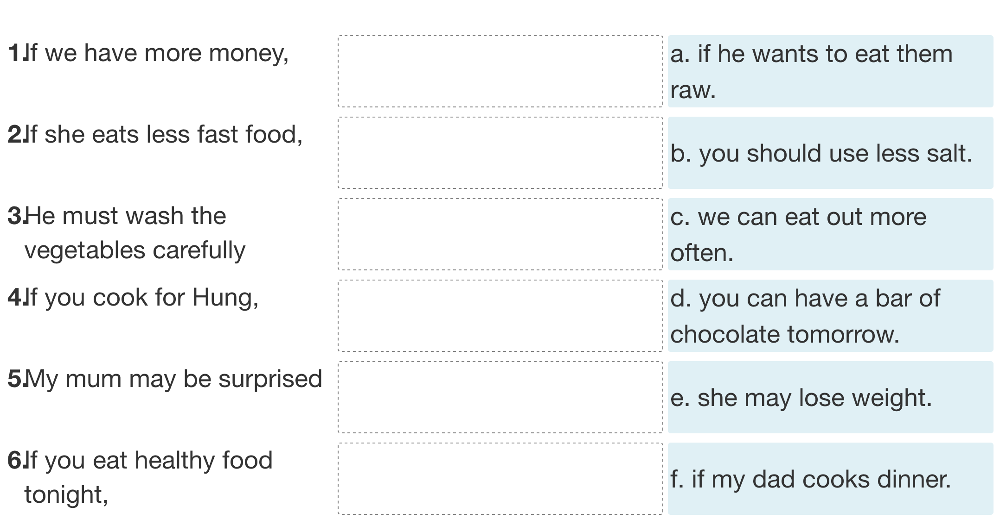 1.If we have more money,
a. if he wants to eat them
raw.
2.If she eats less fast food,
b. you should use less salt.
3.He must wash the
vegetables carefully
c. we can eat out more
often.
4.If you cook for Hung,
d. you can have a bar of
chocolate tomorrow.
5.My mum may be surprised
e. she may lose weight.
6.If you eat healthy food
tonight,
f. if my dad cooks dinner.